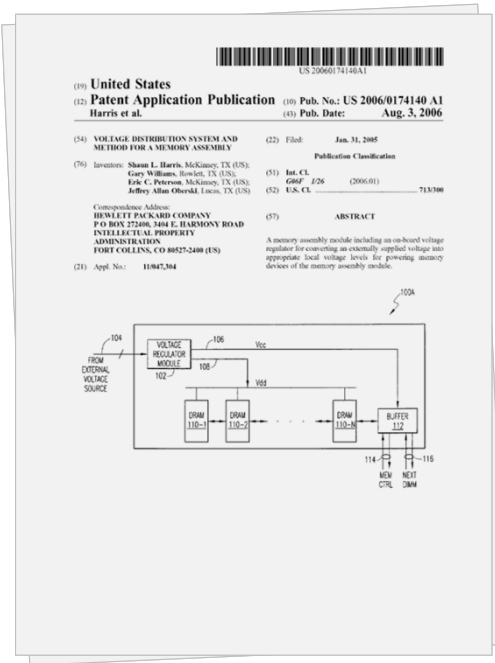 US 20060174140A1
(19) United States
(12) Patent Application Publication (10) Pub. No.: US 2006/0174140 A1
Harris et al. (43) Pub. Date: Aug. 3, 2006
(54) VOLTAGE DISTRIBUTION SYSTEM AND
METHOD FOR A MEMORY ASSEMBLY
(76) Inventors: Shaun L. Harris, McKinney, TX (US);
Gary Williams, Rowlett, TX (US);
Eric C. Peterson, McKinney, TX (US);
Jeffrey Allan Oberski, Lucas, TX (US)
Correspondence Address:
HEWLETT PACKARD COMPANY
P O BOX 272400, 3404 E. HARMONY ROAD
INTELLECTUAL PROPERTY
ADMINISTRATION
FORT COLLINS, CO 80527-2400 (US)
(21) Appl. No.: 11/047,304
(22) Filed: Jan. 31, 2005
Publication Classification
(51) Int. Cl.
G06F 1/26 (2006.01)
(52) U.S. Cl. 713/300
(57) ABSTRACT
A memory assembly module including an on-board voltage
regulator for converting an externally supplied voltage into
appropriate local voltage levels for powering memory
devices of the memory assembly module.
100A
104
FROM
EXTERNAL
VOLTAGE
SOURCE
VOLTAGE
REGULATOR
MODULE
102
106
Vcc
108
Vdd
DRAM
110-1
DRAM
110-2
DRAM
110-N
BUFFER
112
114
116
MEM
CTRL
NEXT
DIMM